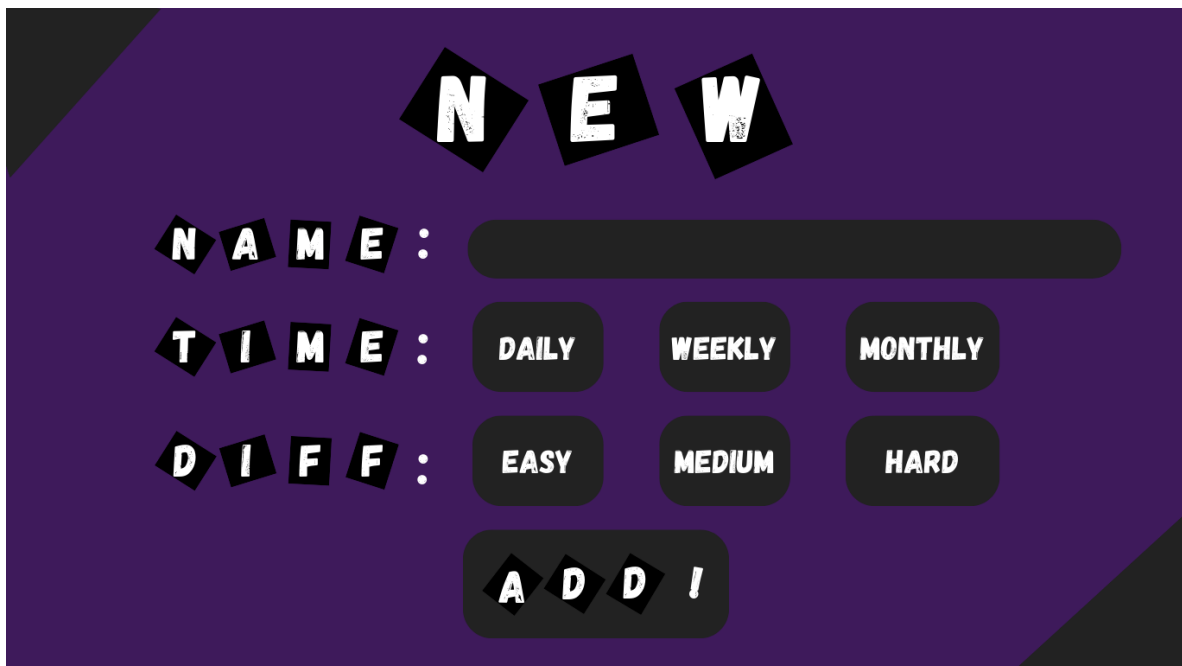 NEW
NAME:
TIME: DAILY WEEKLY MONTHLY
DIFF: EASY MEDIUM HARD
ADD!